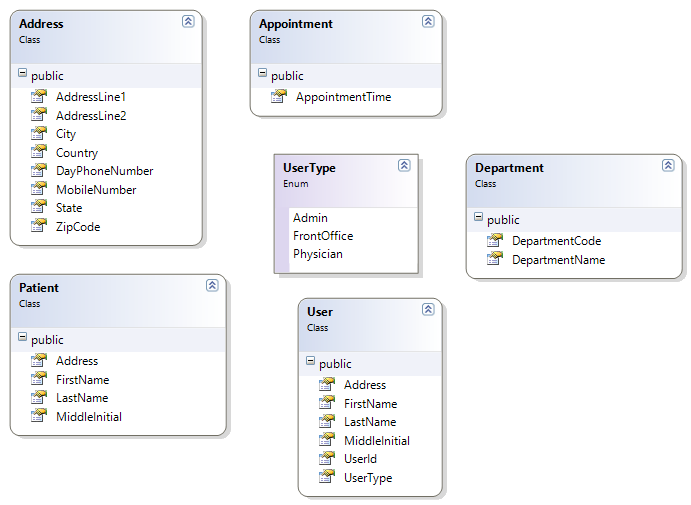 Address
Class
public
AddressLine1
AddressLine2
City
Country
DayPhoneNumber
MobileNumber
State
ZipCode
Appointment
Class
public
AppointmentTime
UserType
Enum
Admin
FrontOffice
Physician
Department
Class
public
DepartmentCode
DepartmentName
Patient
Class
public
Address
FirstName
LastName
MiddleInitial
User
Class
public
Address
FirstName
LastName
MiddleInitial
UserId
UserType